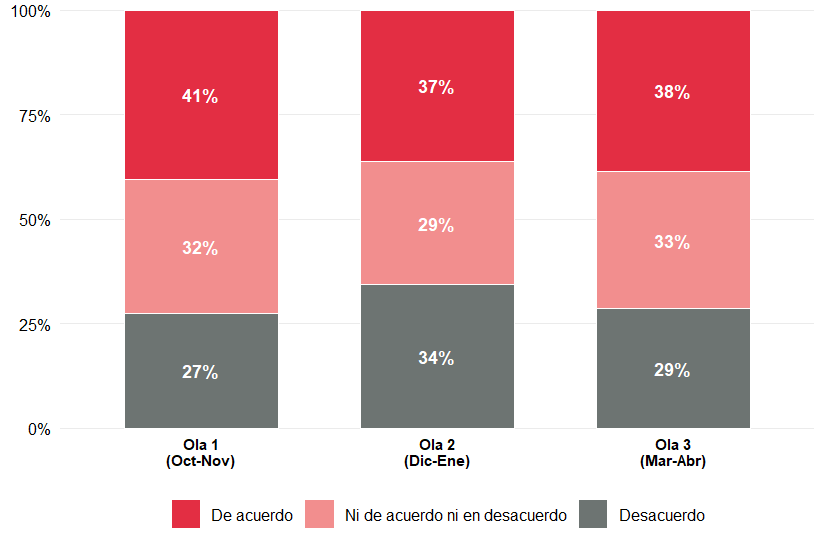 100%
75%
50%
25%
0%
41%
37%
38%
32%
29%
33%
27%
34%
29%
Ola 1
(Oct-Nov)
Ola 2
(Dic-Ene)
Ola 3
(Mar-Abr)
De acuerdo
Ni de acuerdo ni en desacuerdo
Desacuerdo